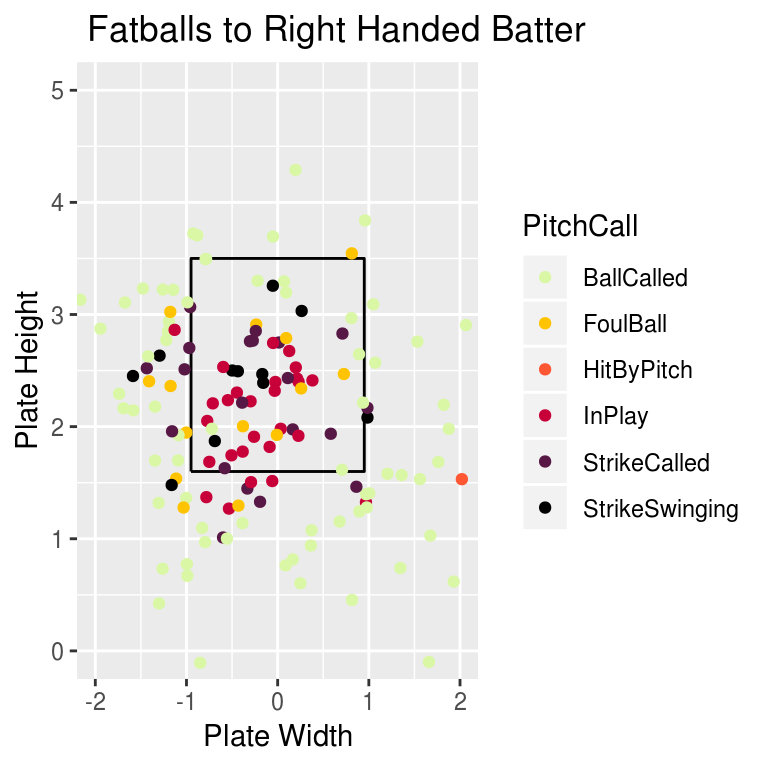 Fatballs to Right Handed Batter
5
4
3
2
1
0
Plate Height
-2 -1 0 1 2
Plate Width
PitchCall
BallCalled
FoulBall
HitByPitch
InPlay
StrikeCalled
StrikeSwinging